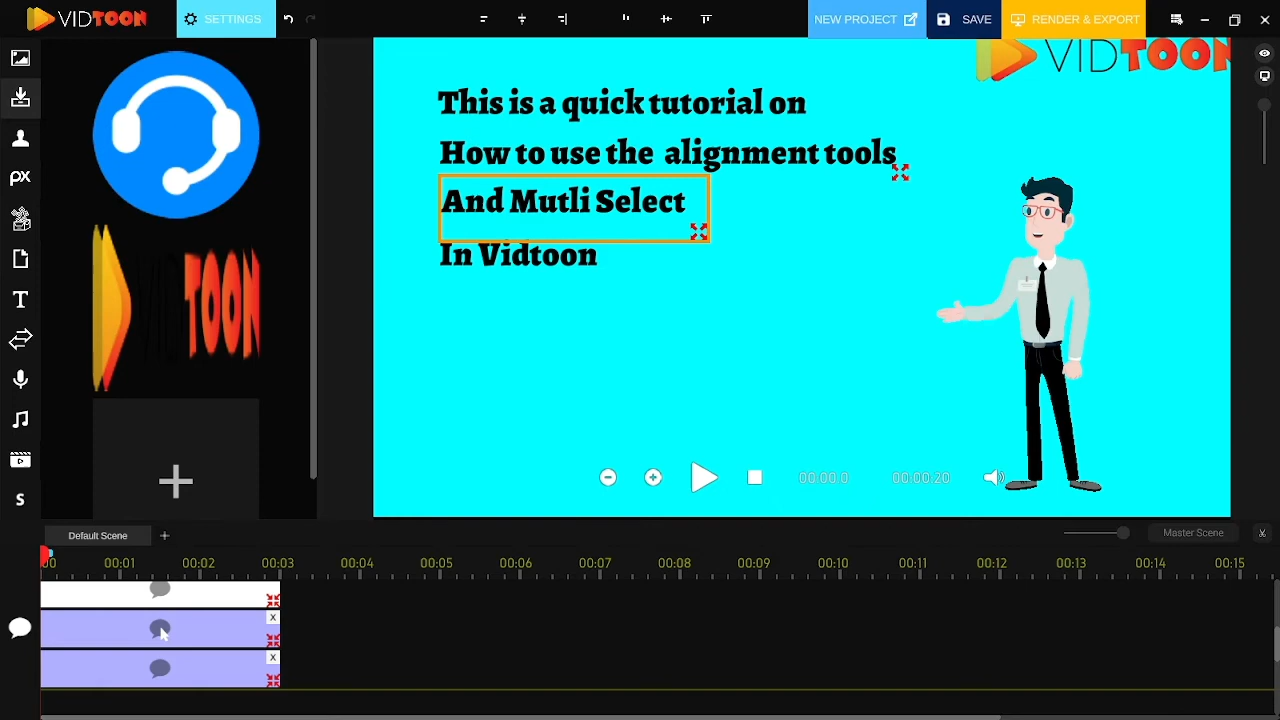 VIDTOON
SETTINGS
NEW PROJECT
SAVE
RENDER & EXPORT
VIDTOON
This is a quick tutorial on
How to use the alignment tools
And Mutli Select
In Vidtoon
VIDTOON
PX
T
S
00:00.0
00:00:20
Default Scene
+
Master Scene
00 00:01 00:02 00:03 00:04 00:05 00:06 00:07 00:08 00:09 00:10 00:11 00:12 00:13 00:14 00:15
X
X